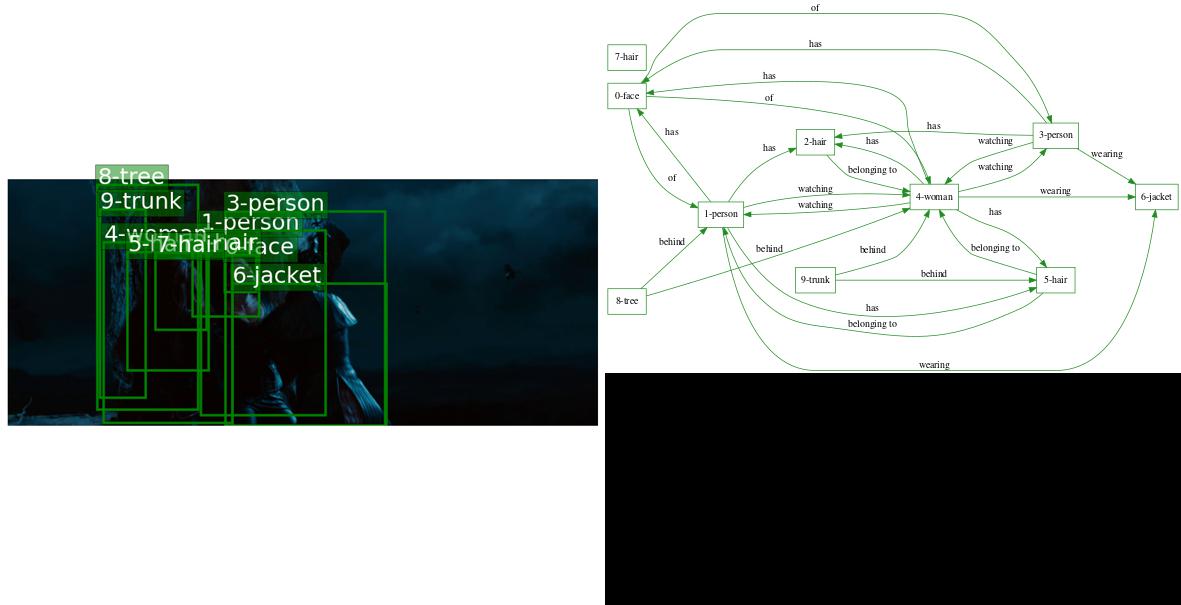 8-tree
9-trunk
3-person
1-person
4-woman
5-
7-hair
hair
0-face
6-jacket
of
7-hair
has
has
0-face
of
has
3-person
has
2-hair
has
watching
wearing
has
belonging to
watching
watching
wearing
of
4-woman
6-jacket
1-person
watching
has
behind
behind
behind
belonging to
9-trunk
behind
5-hair
8-tree
has
belonging to
wearing